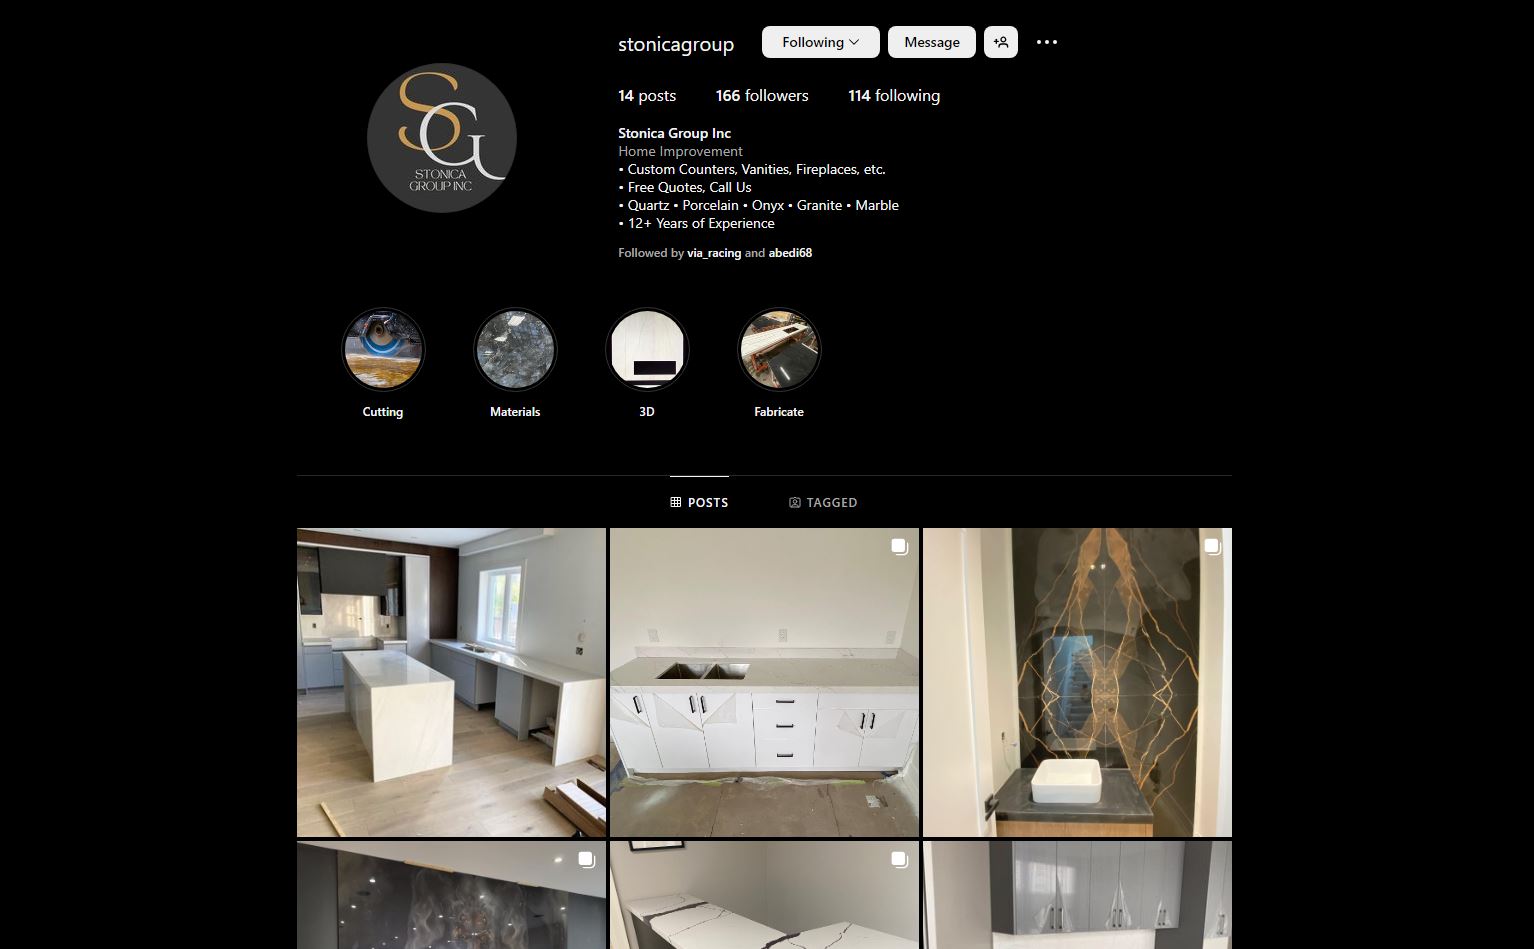 stonicagroup
Following
Message
14 posts
166 followers
114 following
SG
STONICA
GROUP INC
Stonica Group Inc
Home Improvement
• Custom Counters, Vanities, Fireplaces, etc.
• Free Quotes, Call Us
• Quartz • Porcelain • Onyx • Granite • Marble
• 12+ Years of Experience
Followed by via_racing and abedi68
Cutting
Materials
3D
Fabricate
POSTS
TAGGED